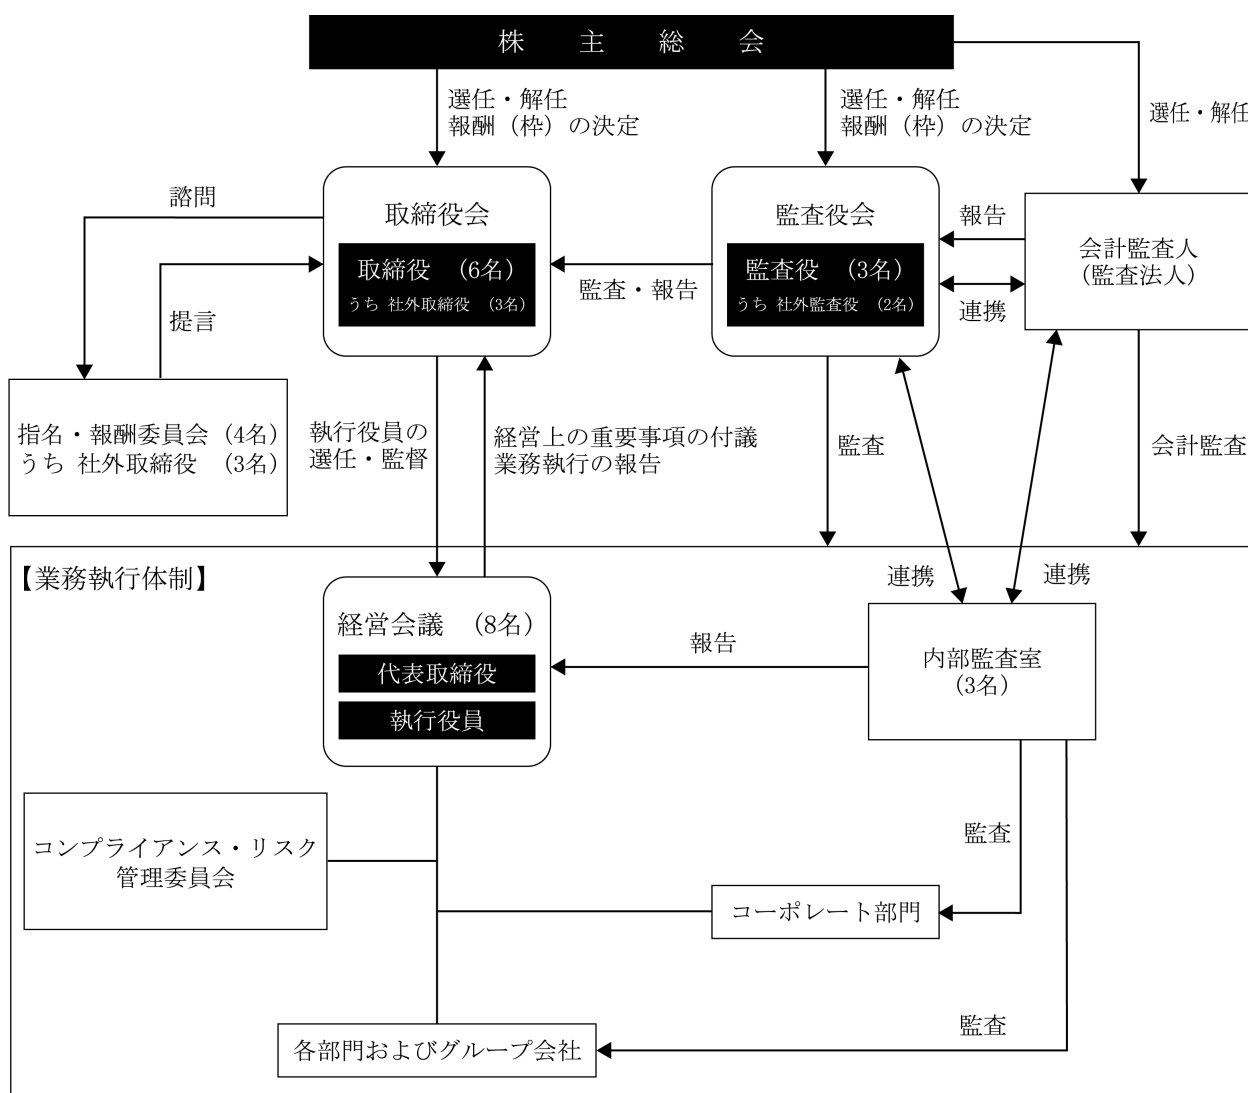 株主総会
選任・解任
報酬（枠）の決定
選任・解任
報酬（枠）の決定
選任・解任
諮問
取締役会
取締役　（6名）
うち 社外取締役　（3名）
監査役会
監査役　（3名）
うち 社外監査役　（2名）
報告
会計監査人
（監査法人）
監査・報告
連携
提言
指名・報酬委員会（4名）
うち 社外取締役　（3名）
執行役員の
選任・監督
経営上の重要事項の付議
業務執行の報告
監査
会計監査
【業務執行体制】
連携
連携
経営会議　（8名）
代表取締役
執行役員
報告
内部監査室
（3名）
コンプライアンス・リスク
管理委員会
監査
コーポレート部門
監査
各部門およびグループ会社